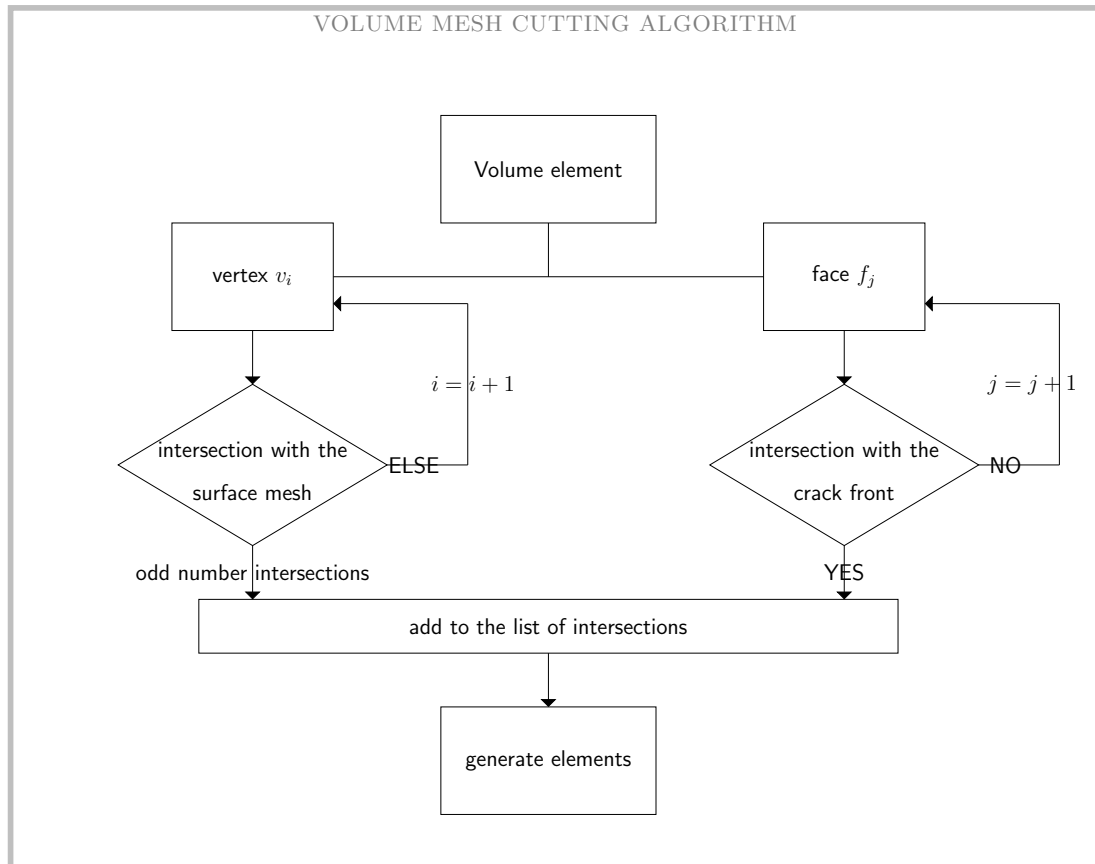 VOLUME MESH CUTTING ALGORITHM
Volume element
vertex $v_i$
face $f_j$
$i = i + 1$
$j = j + 1$
intersection with the
surface mesh
ELSE
intersection with the
crack front
NO
odd number intersections
YES
add to the list of intersections
generate elements